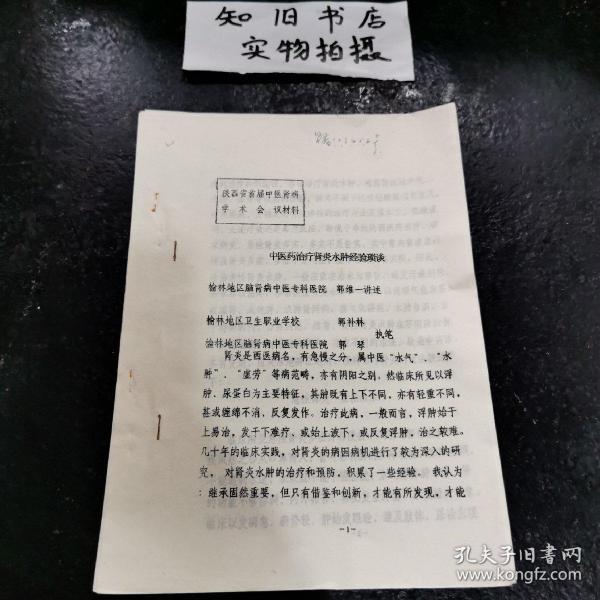 知旧书店
实物拍摄
陕西省首届中医肾病
学术会议材料
中医药治疗肾炎水肿经验琐谈
榆林地区脑肾病中医专科医院 郭维一讲述
榆林地区卫生职业学校 郭补林
执笔
榆林地区脑肾病中医专科医院 郭琴
肾炎是西医病名，有急慢之分，属中医“水气”．“水
肿”．“虚劳”等病范畴，亦有阴阳之别。然临床所见以浮
肿、尿蛋白为主要特征，其肿既有上下不同，亦有轻重不同，
甚或缠绵不消、反复发作。治疗此病，一般而言，浮肿始于
上易治，发于下难疗、或始上波下，或反复浮肿，治之较难。
几十年的临床实践，对肾炎的病因病机进行了较为深入的研
究，对肾炎水肿的治疗和预防，积累了一些经验。我认为
：继承固然重要，但只有借鉴和创新，才能有所发现，才能
-1-
孔夫子旧书网
www.kongfz.com